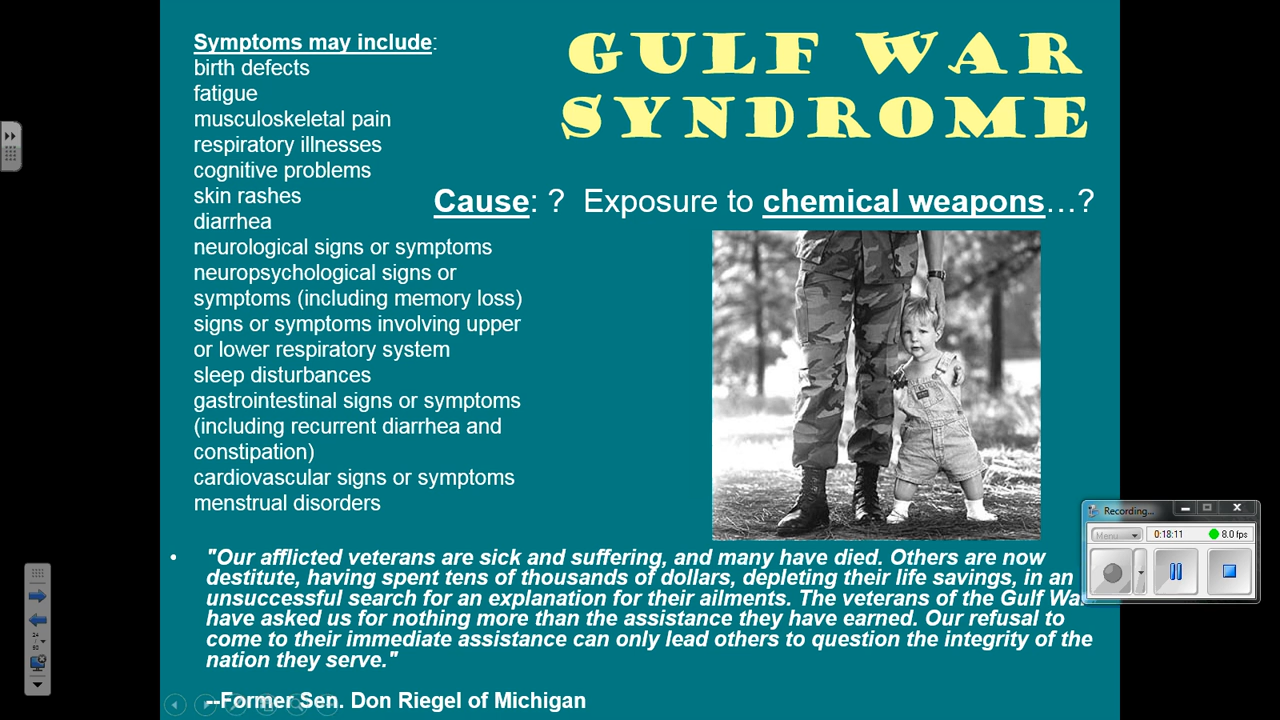 Symptoms may include:
birth defects
fatigue
musculoskeletal pain
respiratory illnesses
cognitive problems
skin rashes
diarrhea
neurological signs or symptoms
neuropsychological signs or
symptoms (including memory loss)
signs or symptoms involving upper
or lower respiratory system
sleep disturbances
gastrointestinal signs or symptoms
(including recurrent diarrhea and
constipation)
cardiovascular signs or symptoms
menstrual disorders
GULF WAR
SYNDROME
Cause: ? Exposure to chemical weapons…?
• "Our afflicted veterans are sick and suffering, and many have died. Others are now
destitute, having spent tens of thousands of dollars, depleting their life savings, in an
unsuccessful search for an explanation for their ailments. The veterans of the Gulf War
have asked us for nothing more than the assistance they have earned. Our refusal to
come to their immediate assistance can only lead others to question the integrity of the
nation they serve."
--Former Sen. Don Riegel of Michigan
Recording...
Menu
0:18:11
8.0 fps